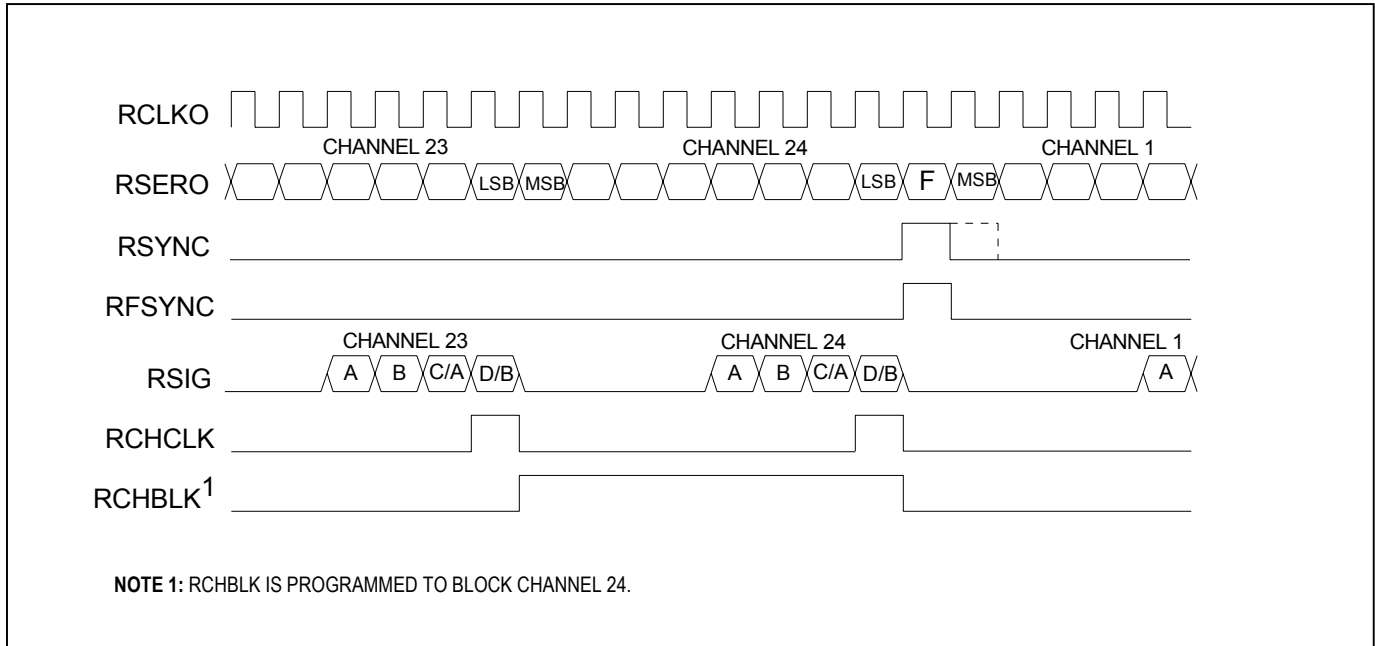 RCLKO
CHANNEL 23 CHANNEL 24 CHANNEL 1
RSERO LSB MSB LSB F MSB
RSYNC
RFSYNC
CHANNEL 23 CHANNEL 24 CHANNEL 1
RSIG A B C/A D/B A B C/A D/B A
RCHCLK
RCHBLK1
NOTE 1: RCHBLK IS PROGRAMMED TO BLOCK CHANNEL 24.